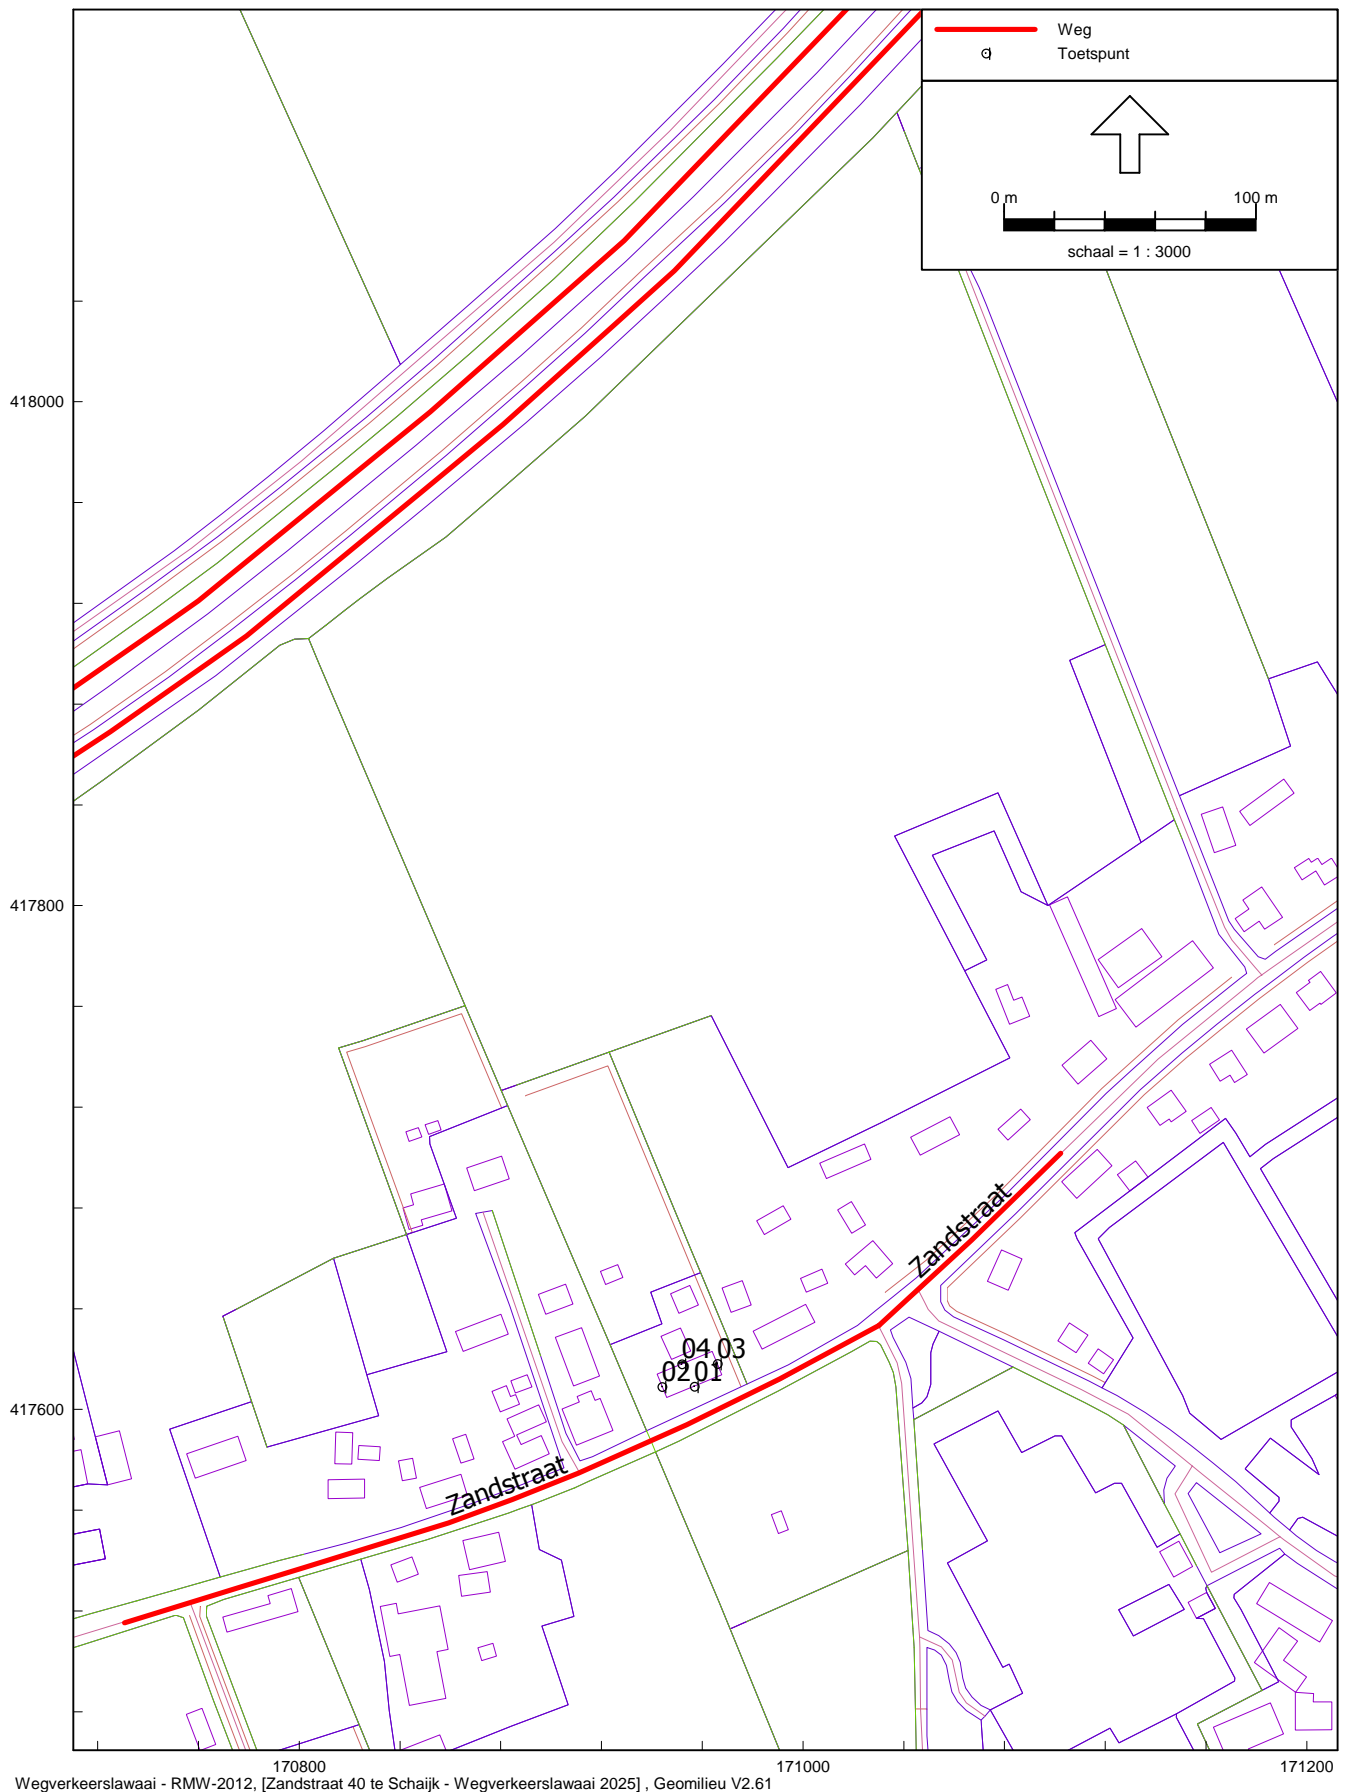 Weg
Toetspunt
0 m 100 m
schaal = 1 : 3000
418000
417800
Zandstraat
04 03
02 01
417600
Zandstraat
170800 171000 171200
Wegverkeerslawaai - RMW-2012, [Zandstraat 40 te Schaijk - Wegverkeerslawaai 2025] , Geomilieu V2.61